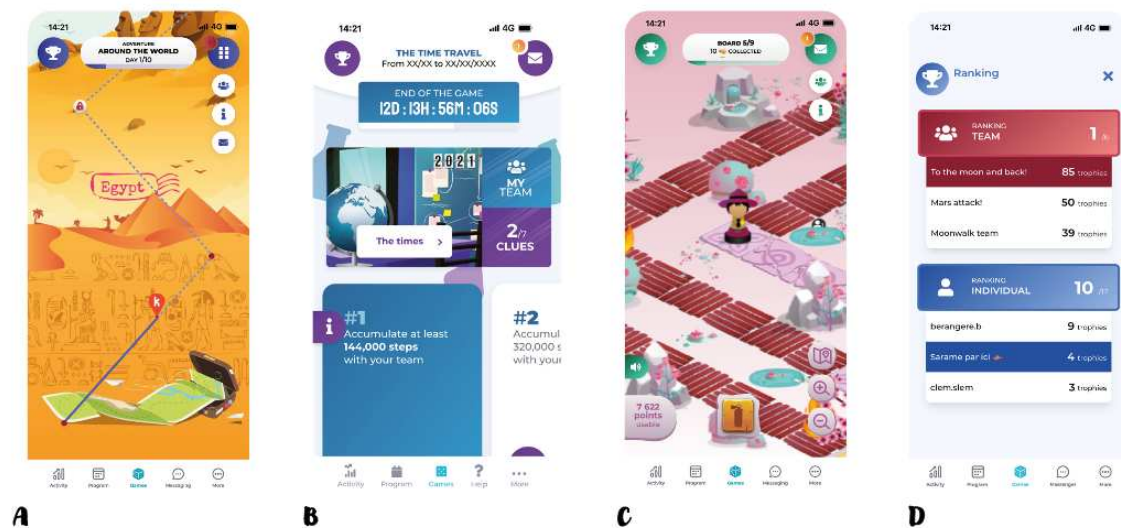 14:21
4G
ADVENTURE
AROUND THE WORLD
DAY 1/10
Egypt
k
i
Activity
Program
Games
Messaging
More
A
14:21
4G
THE TIME TRAVEL
From XX/XX to XX/XX/XXXX
1
END OF THE GAME
12D : 13H : 56M : 06S
2021
MY
TEAM
The times >
2/7
CLUES
i
#1
Accumulate at least
144,000 steps
with your team
#2
Accumul
320,000 s
with your
Activity
Program
Games
? Help
More
B
14:21
4G
BOARD 5/9
10 COLLECTED
i
7 622
points
usable
Activity
Program
Games
Messaging
More
C
14:21
4G
Ranking X
RANKING
TEAM 1
To the moon and back! 85 trophies
Mars attack! 50 trophies
Moonwalk team 39 trophies
RANKING
INDIVIDUAL 10 /17
berangere.b 9 trophies
Sarame par ici 4 trophies
clem.slem 3 trophies
Activity
Program
Games
Messenger
More
D